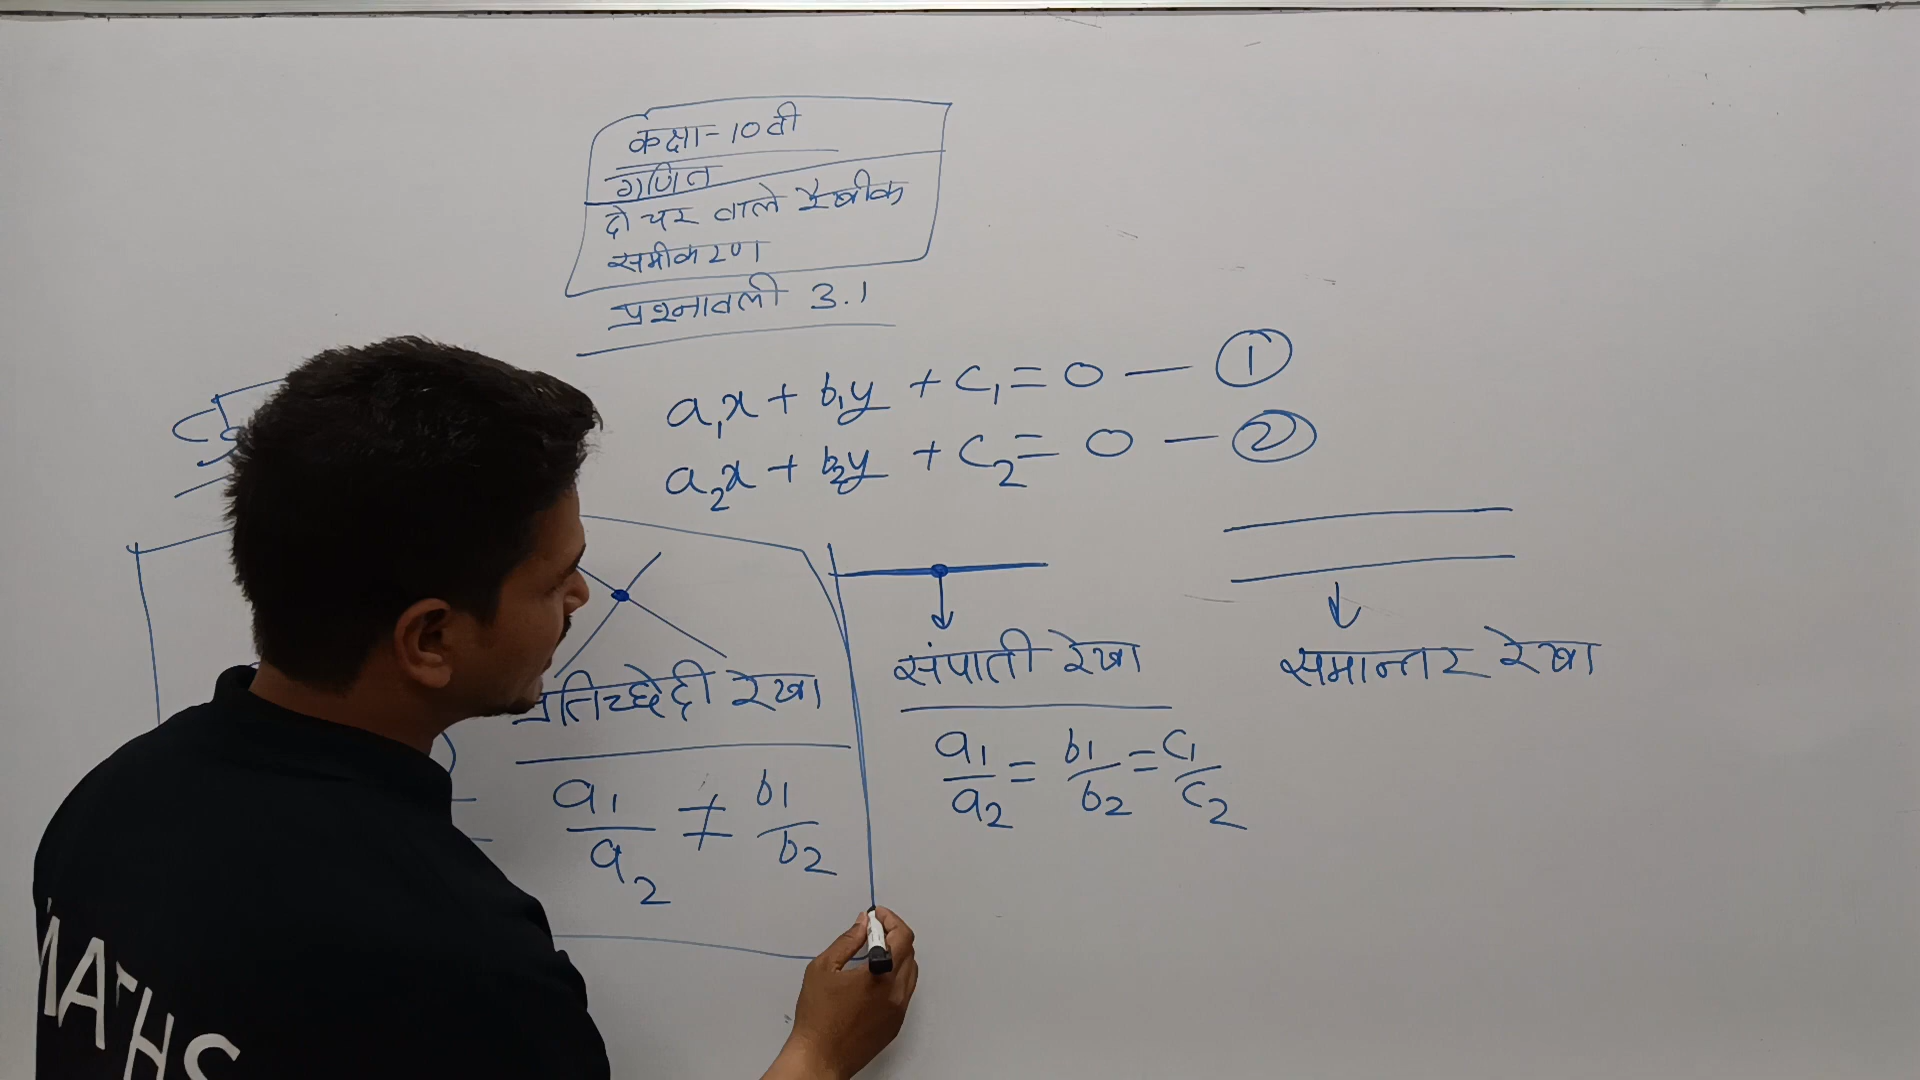 कक्षा-10वी
गणित
दो चर वाले रैखीक
समीकरण
प्रश्नावली 3.1
a₁x + b₁y + c₁ = 0 — ①
a₂x + b₂y + c₂ = 0 — ②
प्रतिच्छेदी रेखा
संपाती रेखा
समान्तर रेखा
a₁/a₂ ≠ b₁/b₂
a₁/a₂ = b₁/b₂ = c₁/c₂
MATHS